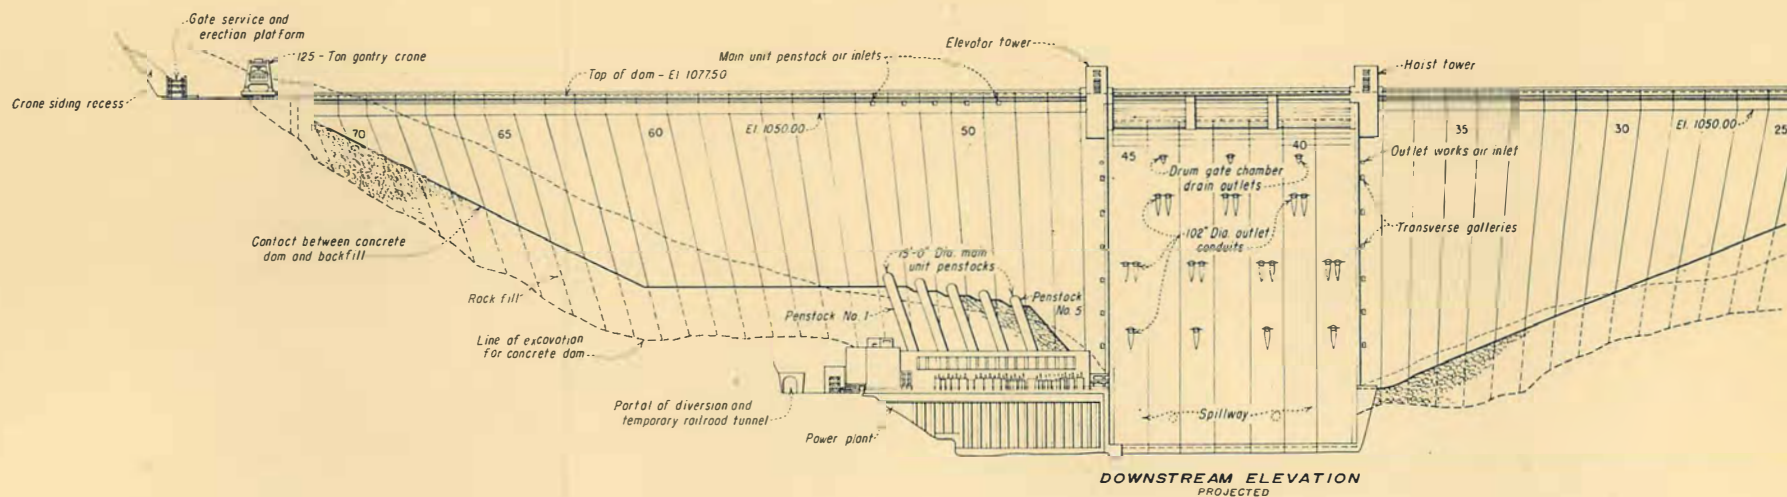 Gate service and
erection platform
125-Ton gantry crane
Crane siding recess
Top of dam - El. 1077.50
Main unit penstock air inlets
Elevator tower
Hoist tower
70
65
60
El. 1050.00
50
45
40
35
30
El. 1050.00
25
Outlet works air inlet
Drum gate chamber
drain outlets
102" Dia. outlet
conduits
Transverse galleries
Contact between concrete
dam and backfill
Rock fill
15'-0" Dia. main
unit penstocks
Penstock No. 1
Penstock
No. 5
Line of excavation
for concrete dam
Portal of diversion and
temporary railroad tunnel
Power plant
Spillway
DOWNSTREAM ELEVATION
PROJECTED